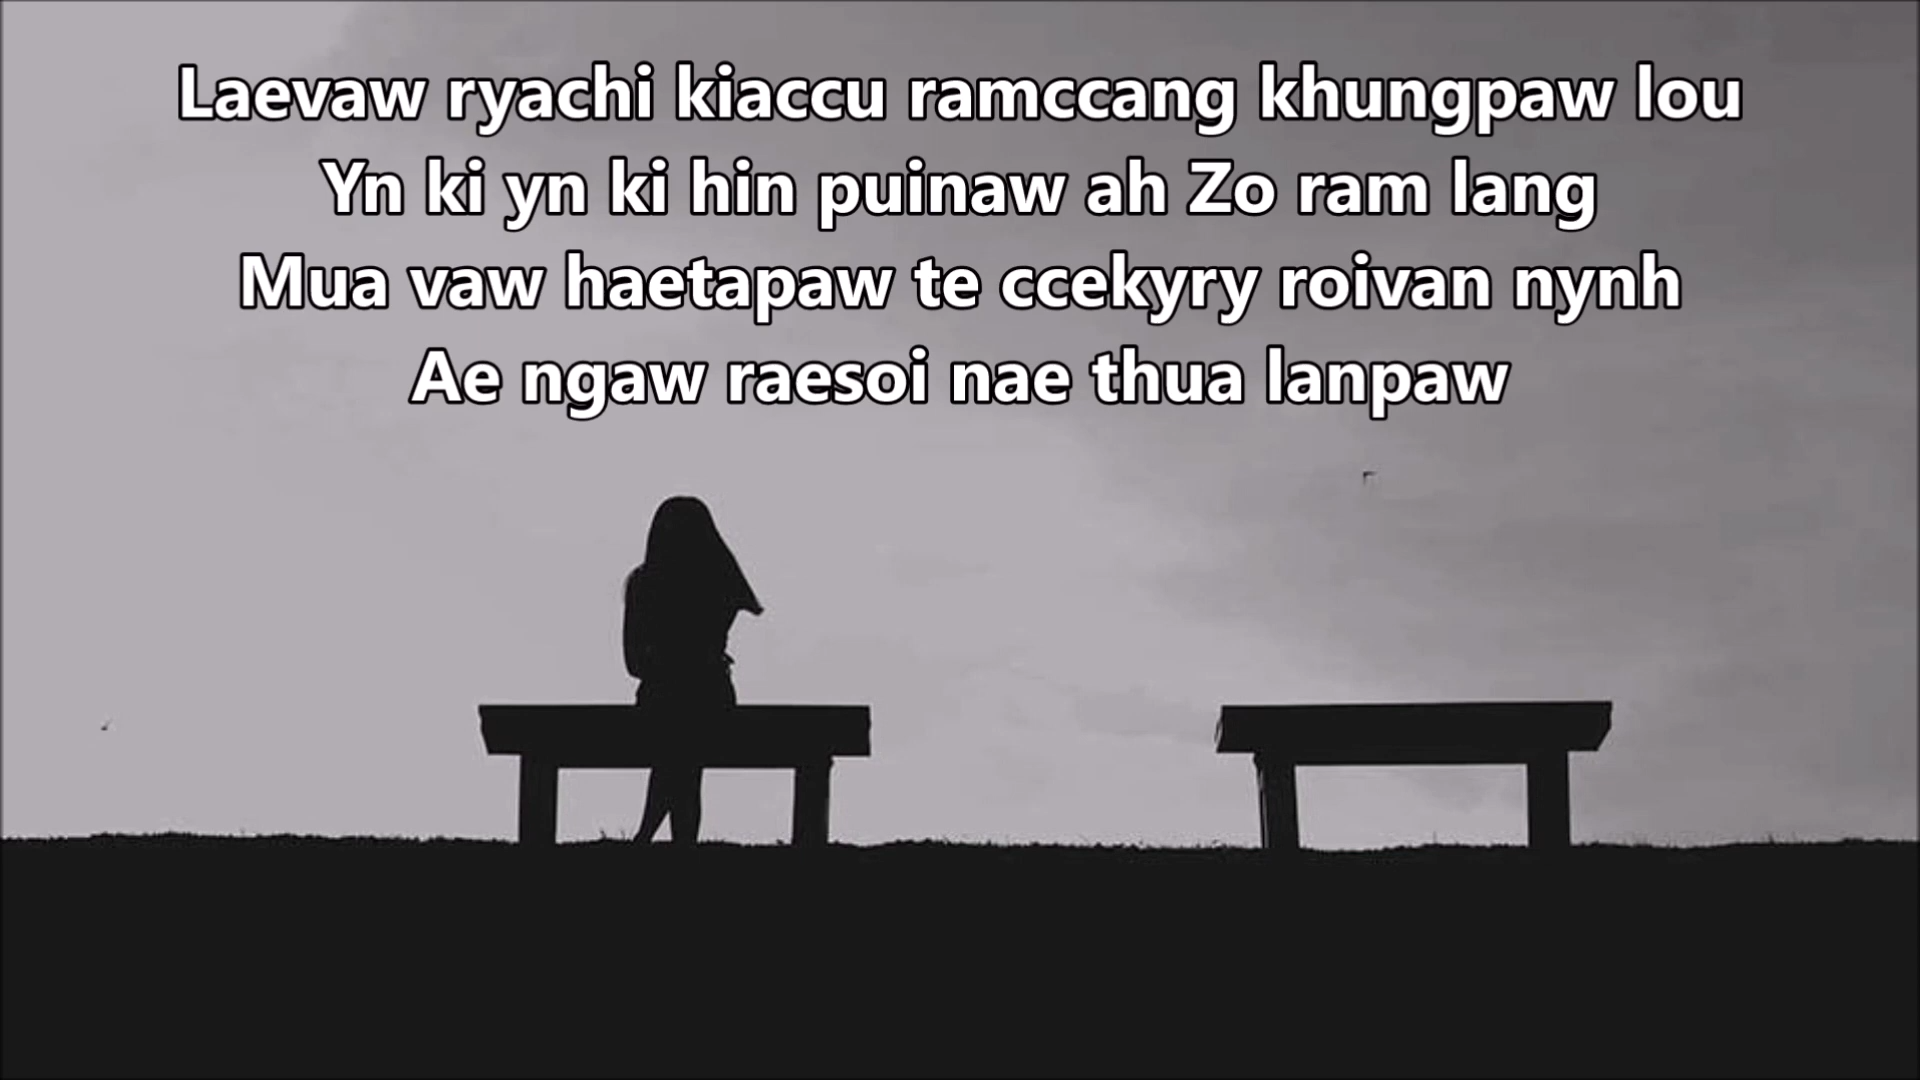 Laevaw ryachi kiaccu ramccang khungpaw lou
Yn ki yn ki hin puinaw ah Zo ram lang
Mua vaw haetapaw te ccekyry roivan nynh
Ae ngaw raesoi nae thua lanpaw